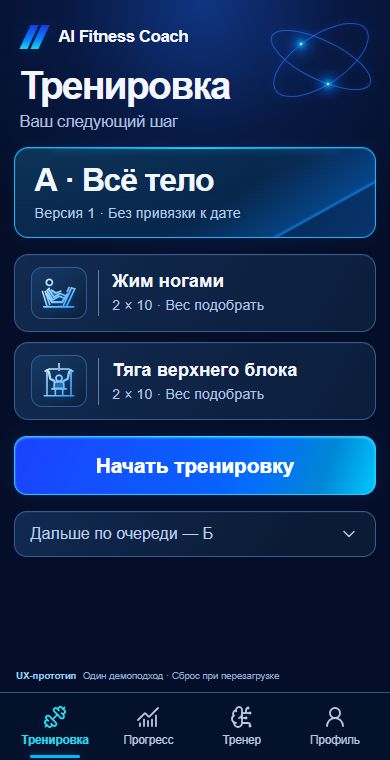 AI Fitness Coach
Тренировка
Ваш следующий шаг
А · Всё тело
Версия 1 · Без привязки к дате
Жим ногами
2 × 10 · Вес подобрать
Тяга верхнего блока
2 × 10 · Вес подобрать
Начать тренировку
Дальше по очереди — Б
UX-прототип Один демоподход · Сброс при перезагрузке
Тренировка Прогресс Тренер Профиль